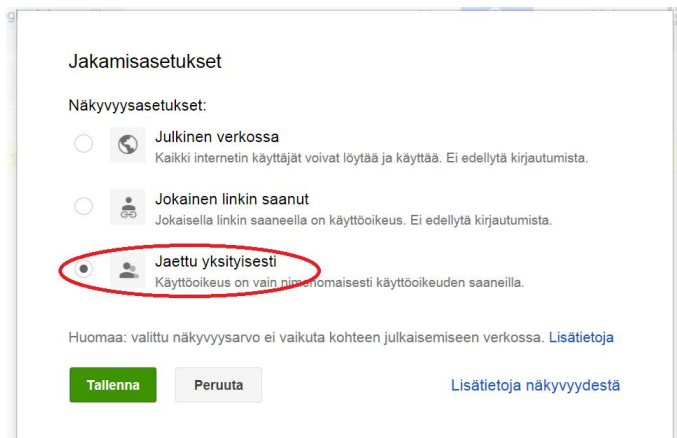 Jakamisasetukset
Näkyvyysasetukset:
Julkinen verkossa
Kaikki internetin käyttäjät voivat löytää ja käyttää. Ei edellytä kirjautumista.
Jokainen linkin saanut
Jokaisella linkin saaneella on käyttöoikeus. Ei edellytä kirjautumista.
Jaettu yksityisesti
Käyttöoikeus on vain nimenomaisesti käyttöoikeuden saaneilla.
Huomaa: valittu näkyvyysarvo ei vaikuta kohteen julkaisemiseen verkossa. Lisätietoja
Tallenna Peruuta Lisätietoja näkyvyydestä